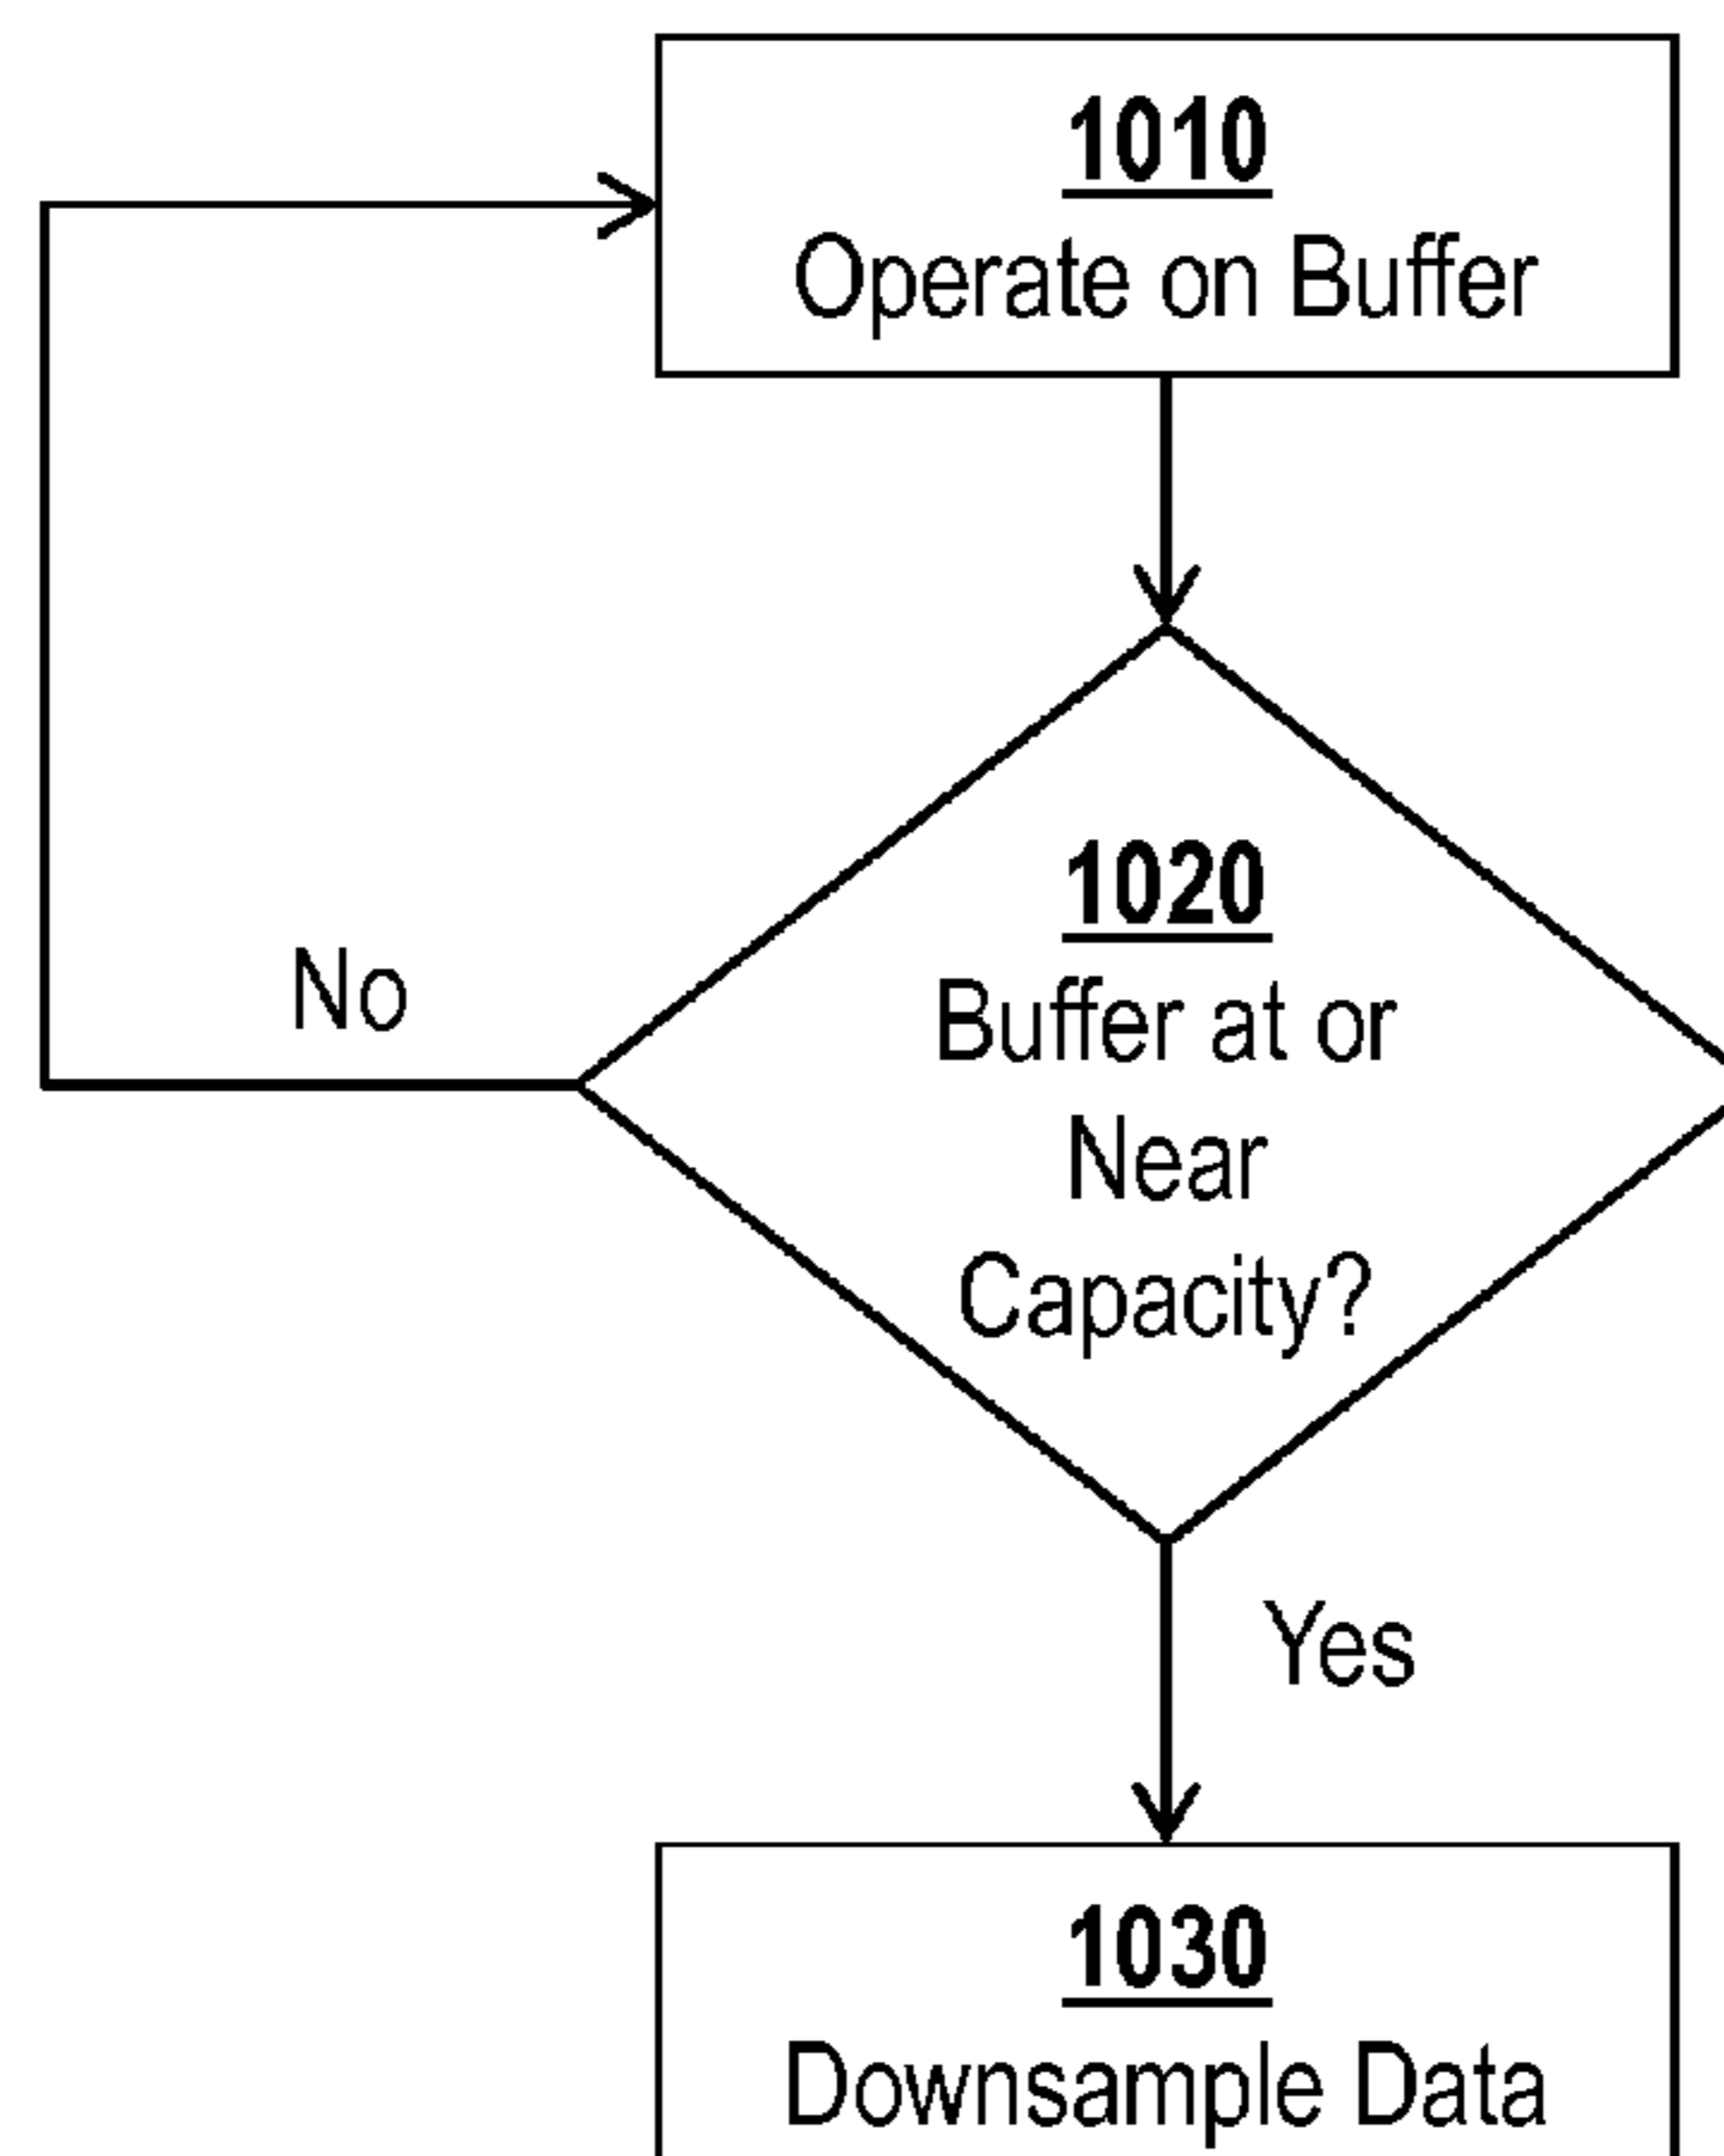 1010
Operate on Buffer
1020
Buffer at or
Near
Capacity?
No
Yes
1030
Downsample Data